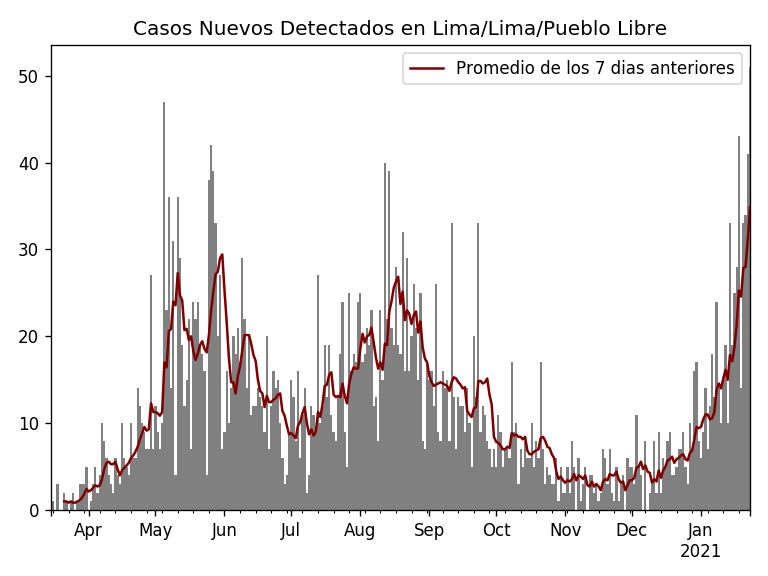 Casos Nuevos Detectados en Lima/Lima/Pueblo Libre
Promedio de los 7 dias anteriores
50
40
30
20
10
0
Apr May Jun Jul Aug Sep Oct Nov Dec Jan
2021